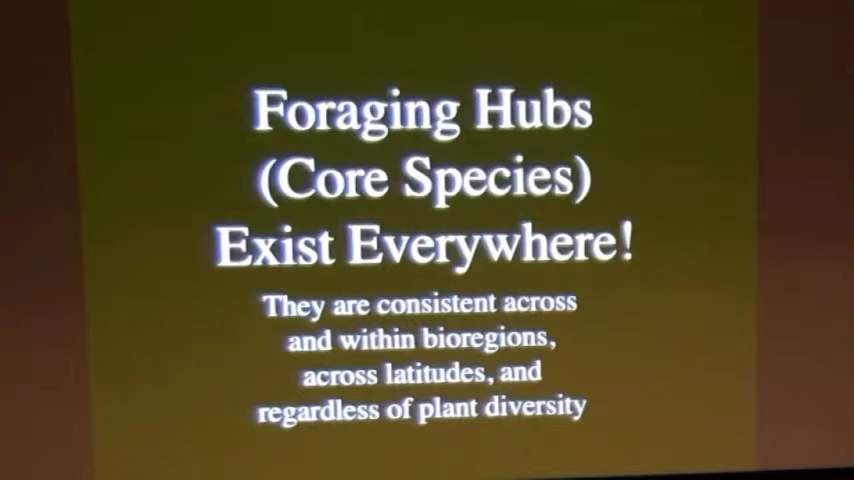 Foraging Hubs
(Core Species)
Exist Everywhere!
They are consistent across
and within bioregions,
across latitudes, and
regardless of plant diversity